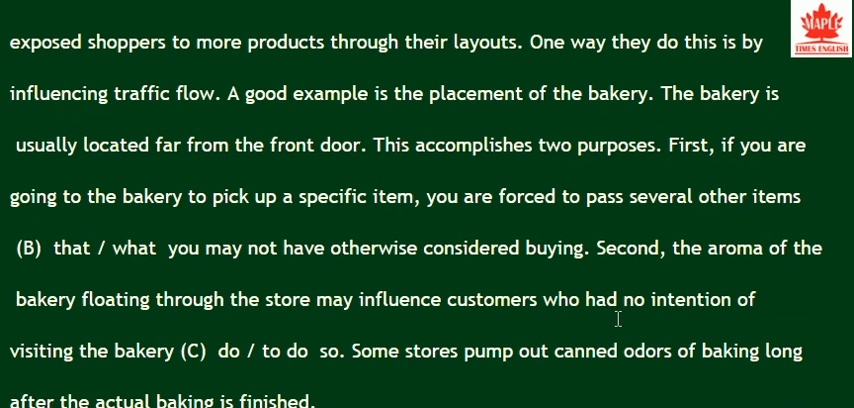 MAPLE
TIMES ENGLISH
exposed shoppers to more products through their layouts. One way they do this is by
influencing traffic flow. A good example is the placement of the bakery. The bakery is
usually located far from the front door. This accomplishes two purposes. First, if you are
going to the bakery to pick up a specific item, you are forced to pass several other items
(B) that / what you may not have otherwise considered buying. Second, the aroma of the
bakery floating through the store may influence customers who had no intention of
visiting the bakery (C) do / to do so. Some stores pump out canned odors of baking long
after the actual baking is finished.